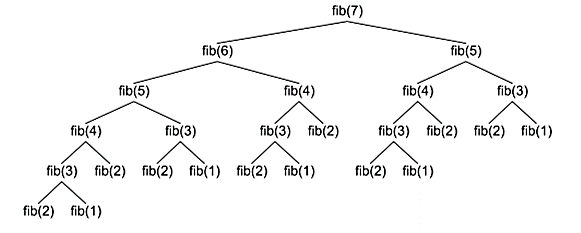 fib(7)
fib(6) fib(5)
fib(5) fib(4) fib(4) fib(3)
fib(4) fib(3) fib(3) fib(2) fib(3) fib(2) fib(2) fib(1)
fib(3) fib(2) fib(2) fib(1) fib(2) fib(1) fib(2) fib(1)
fib(2) fib(1)